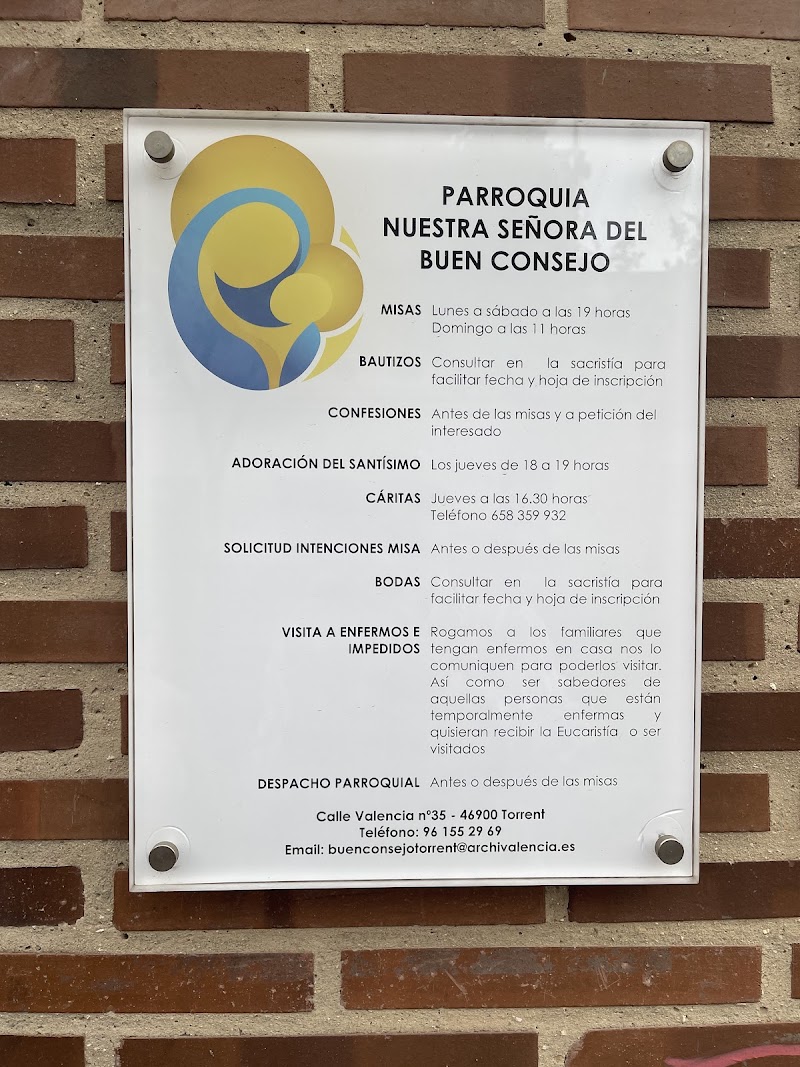 PARROQUIA
NUESTRA SEÑORA DEL
BUEN CONSEJO
MISAS Lunes a sábado a las 19 horas
Domingo a las 11 horas
BAUTIZOS Consultar en la sacristía para
facilitar fecha y hoja de inscripción
CONFESIONES Antes de las misas y a petición del
interesado
ADORACIÓN DEL SANTÍSIMO Los jueves de 18 a 19 horas
CÁRITAS Jueves a las 16.30 horas
Teléfono 658 359 932
SOLICITUD INTENCIONES MISA Antes o después de las misas
BODAS Consultar en la sacristía para
facilitar fecha y hoja de inscripción
VISITA A ENFERMOS E Rogamos a los familiares que
IMPEDIDOS tengan enfermos en casa nos lo
comuniquen para poderlos visitar.
Así como ser sabedores de
aquellas personas que están
temporalmente enfermas y
quisieran recibir la Eucaristía o ser
visitados
DESPACHO PARROQUIAL Antes o después de las misas
Calle Valencia nº35 - 46900 Torrent
Teléfono: 96 155 29 69
Email: buenconsejotorrent@archivalencia.es